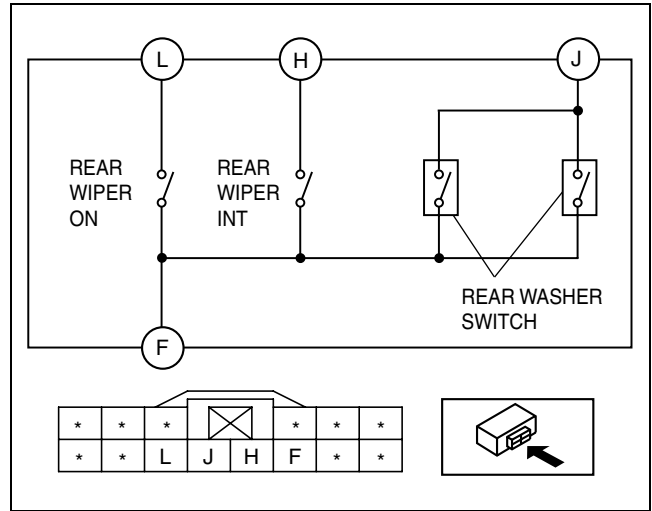 L H J
REAR
WIPER
ON
REAR
WIPER
INT
REAR WASHER
SWITCH
F
* * * * * *
* * L J H F * *